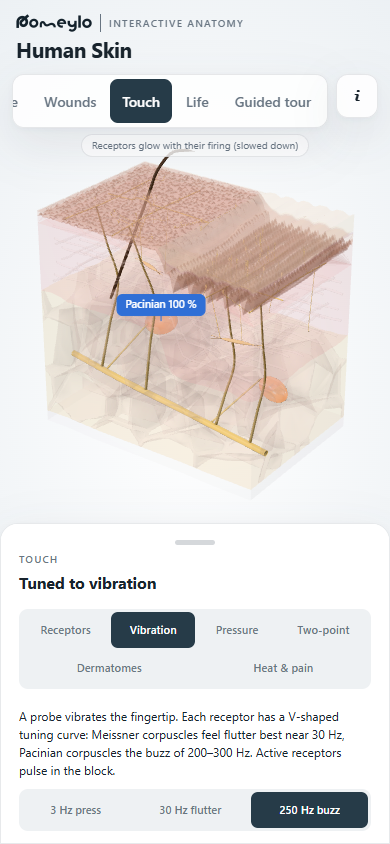 Domeylo INTERACTIVE ANATOMY
Human Skin
e Wounds Touch Life Guided tour i
Receptors glow with their firing (slowed down)
Pacinian 100 %
TOUCH
Tuned to vibration
Receptors Vibration Pressure Two-point
Dermatomes Heat & pain
A probe vibrates the fingertip. Each receptor has a V-shaped
tuning curve: Meissner corpuscles feel flutter best near 30 Hz,
Pacinian corpuscles the buzz of 200–300 Hz. Active receptors
pulse in the block.
3 Hz press 30 Hz flutter 250 Hz buzz